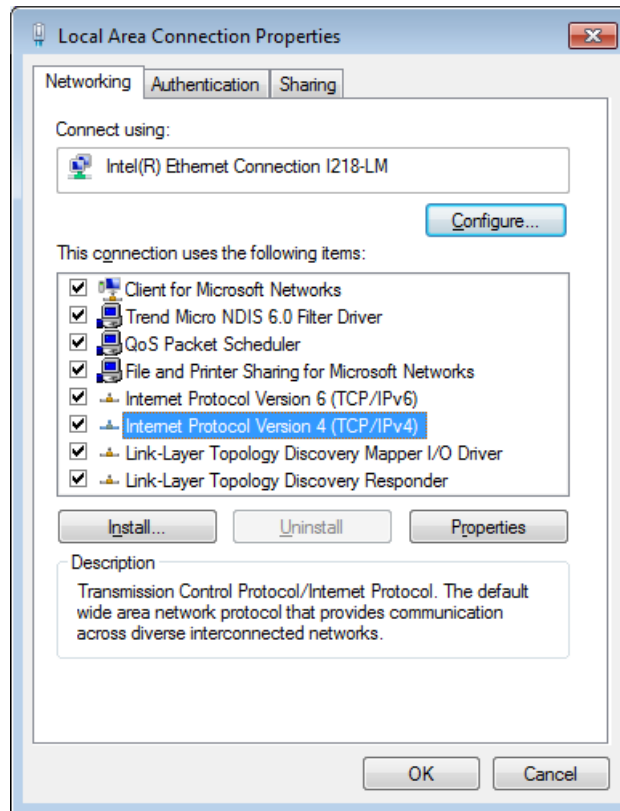 Local Area Connection Properties
Networking
Authentication
Sharing
Connect using:
Intel(R) Ethernet Connection I218-LM
Configure...
This connection uses the following items:
Client for Microsoft Networks
Trend Micro NDIS 6.0 Filter Driver
QoS Packet Scheduler
File and Printer Sharing for Microsoft Networks
Internet Protocol Version 6 (TCP/IPv6)
Internet Protocol Version 4 (TCP/IPv4)
Link-Layer Topology Discovery Mapper I/O Driver
Link-Layer Topology Discovery Responder
Install...
Uninstall
Properties
Description
Transmission Control Protocol/Internet Protocol. The default
wide area network protocol that provides communication
across diverse interconnected networks.
OK
Cancel